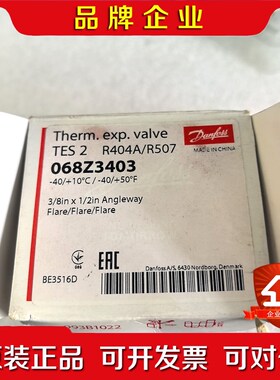 品牌企业
Therm. exp. valve
TES 2 R404A/R507
068Z3403
-40/+10°C / -40/+50°F
3/8in x 1/2in Angleway
Flare/Flare/Flare
Danfoss
MADE IN CHINA
BE3516D
EAC
Danfoss A/S, 6430 Nordborg, Denmark
093B1022
原装正品 可开发票 可对